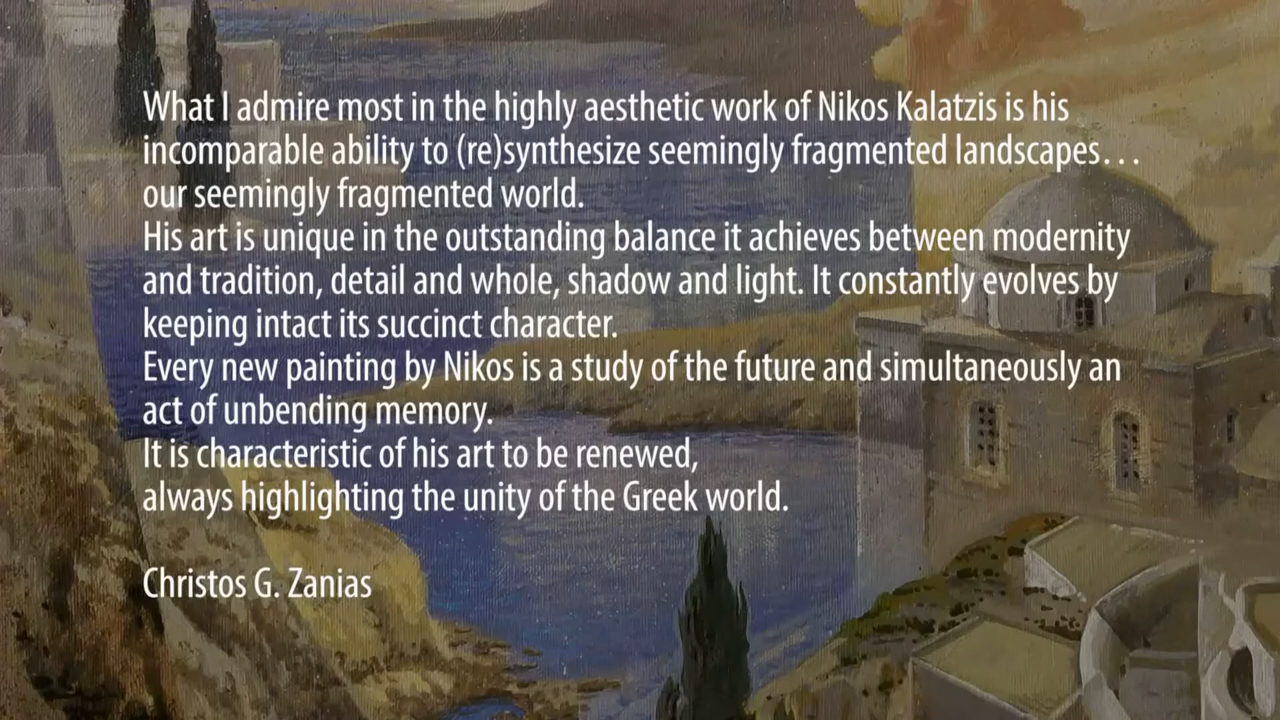 What I admire most in the highly aesthetic work of Nikos Kalatzis is his
incomparable ability to (re)synthesize seemingly fragmented landscapes…
our seemingly fragmented world.
His art is unique in the outstanding balance it achieves between modernity
and tradition, detail and whole, shadow and light. It constantly evolves by
keeping intact its succinct character.
Every new painting by Nikos is a study of the future and simultaneously an
act of unbending memory.
It is characteristic of his art to be renewed,
always highlighting the unity of the Greek world.
Christos G. Zanias